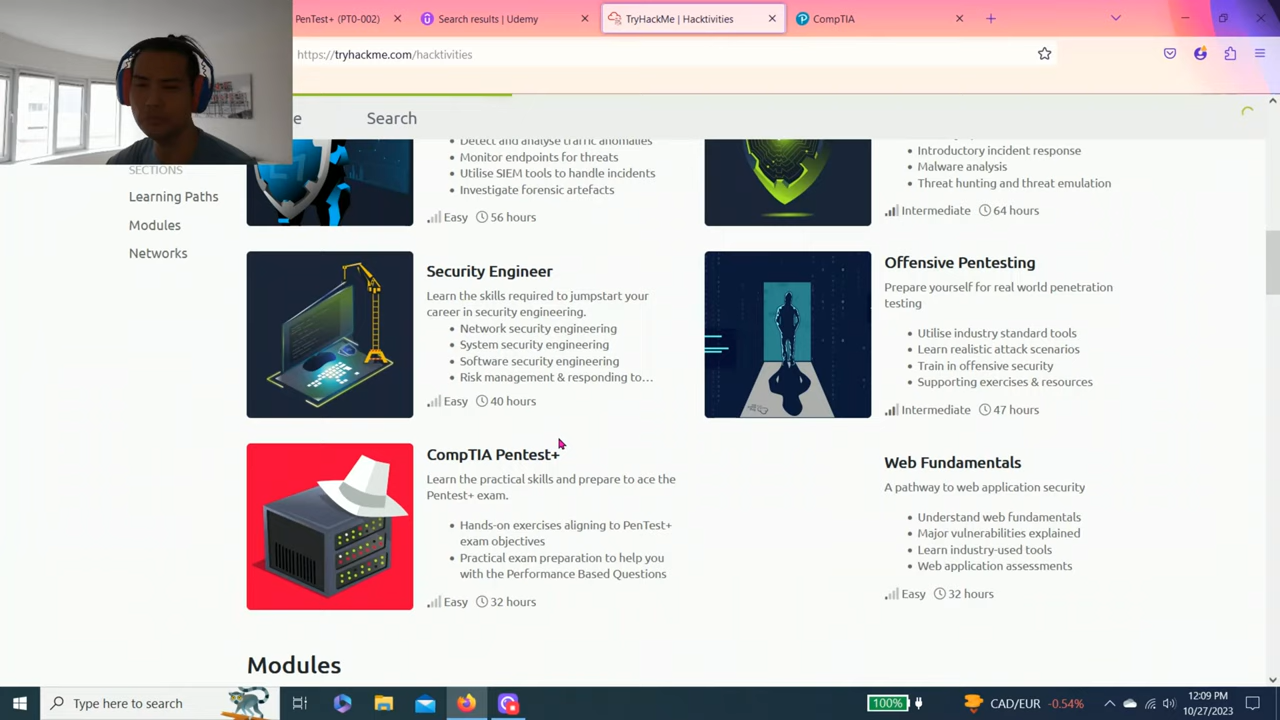 PenTest+ (PT0-002)
Search results | Udemy
TryHackMe | Hacktivities
CompTIA
https://tryhackme.com/hacktivities
Search
SECTIONS
Learning Paths
Modules
Networks
Detect and analyse traffic anomalies
Monitor endpoints for threats
Utilise SIEM tools to handle incidents
Investigate forensic artefacts
Easy 56 hours
Introductory incident response
Malware analysis
Threat hunting and threat emulation
Intermediate 64 hours
Security Engineer
Learn the skills required to jumpstart your
career in security engineering.
Network security engineering
System security engineering
Software security engineering
Risk management & responding to...
Easy 40 hours
Offensive Pentesting
Prepare yourself for real world penetration
testing
Utilise industry standard tools
Learn realistic attack scenarios
Train in offensive security
Supporting exercises & resources
Intermediate 47 hours
CompTIA Pentest+
Learn the practical skills and prepare to ace the
Pentest+ exam.
Hands-on exercises aligning to PenTest+
exam objectives
Practical exam preparation to help you
with the Performance Based Questions
Easy 32 hours
Web Fundamentals
A pathway to web application security
Understand web fundamentals
Major vulnerabilities explained
Learn industry-used tools
Web application assessments
Easy 32 hours
Modules
Type here to search
100%
CAD/EUR -0.54%
12:09 PM
10/27/2023